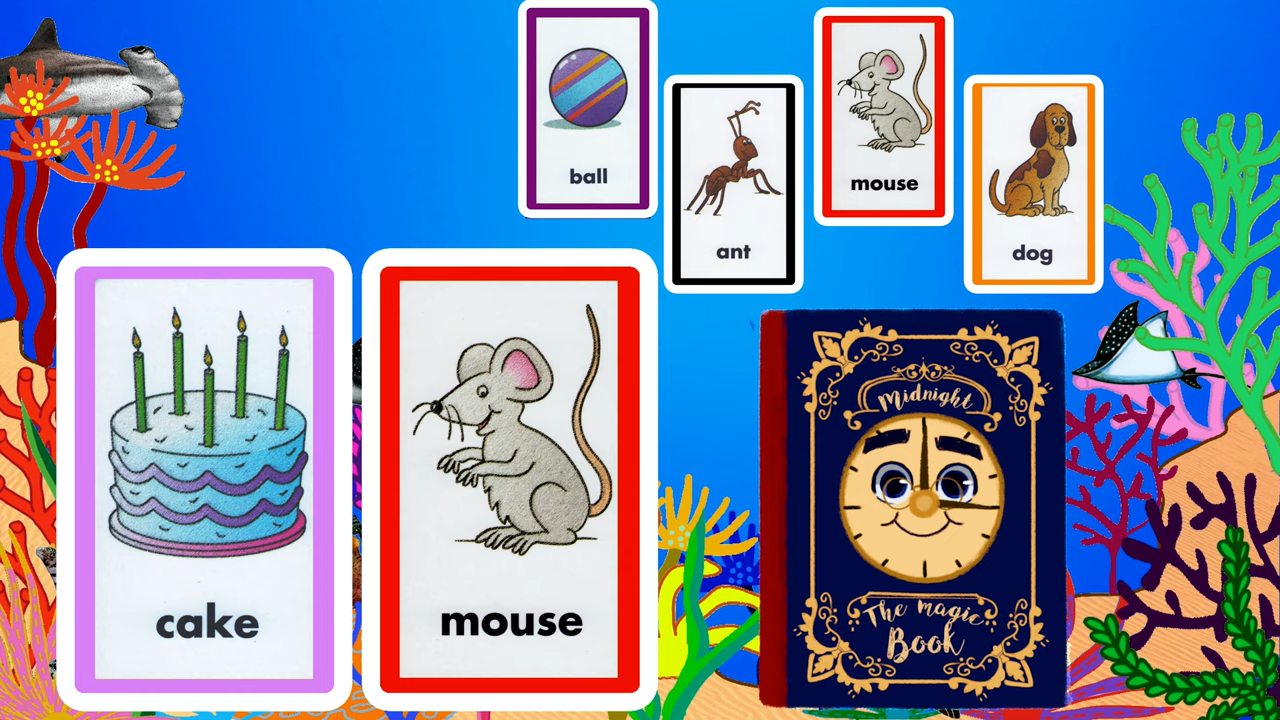 ball
ant
mouse
dog
cake
mouse
Midnight
The magic
Book